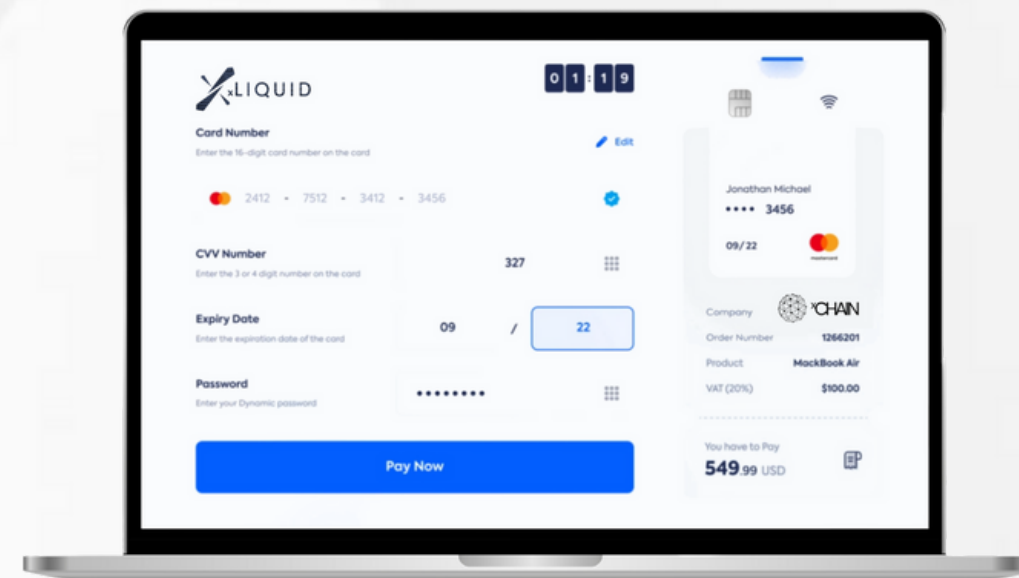 XLIQUID
01:19
Card Number
Enter the 16-digit card number on the card
Edit
2412 - 7512 - 3412 - 3456
CVV Number
Enter the 3 or 4 digit number on the card
327
Expiry Date
Enter the expiration date of the card
09 / 22
Password
Enter your Dynamic password
••••••••
Pay Now
Jonathan Michael
•••• 3456
09/22
mastercard
Company xCHAIN
Order Number 1266201
Product MackBook Air
VAT (20%) $100.00
You have to Pay
549.99 USD